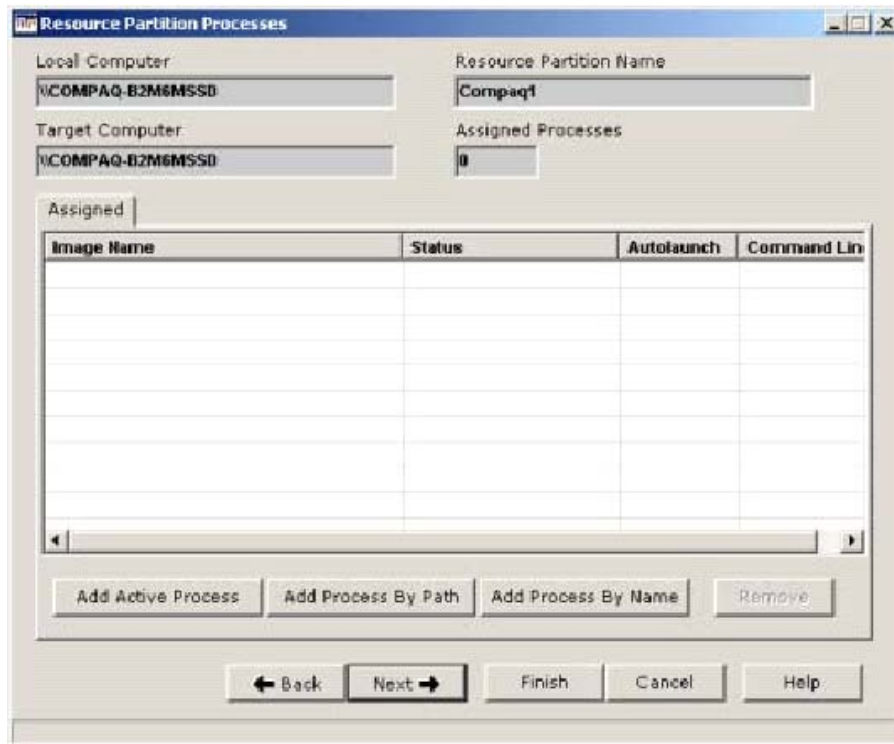 Resource Partition Processes
Local Computer
\\COMPAQ-B2M6MSSD
Resource Partition Name
Compaq1
Target Computer
\\COMPAQ-B2M6MSSD
Assigned Processes
0
Assigned
Image Name Status Autolaunch Command Lin
Add Active Process Add Process By Path Add Process By Name Remove
Back Next Finish Cancel Help